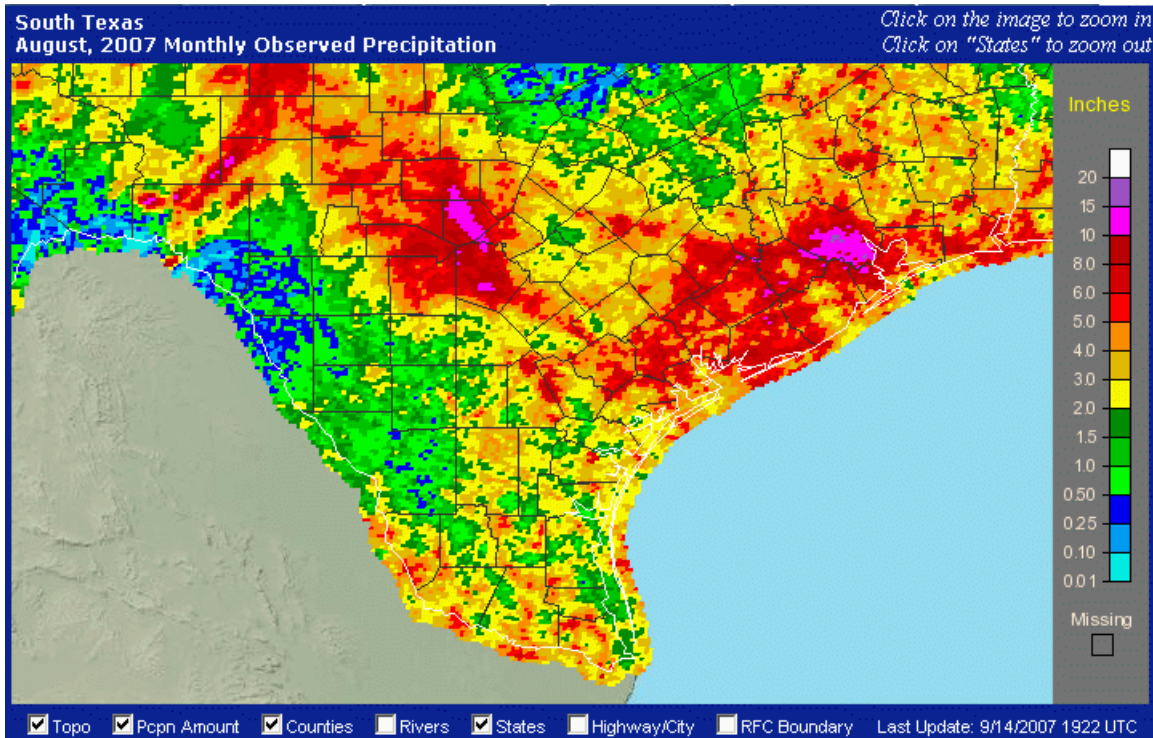 South Texas
August, 2007 Monthly Observed Precipitation
Click on the image to zoom in
Click on "States" to zoom out
Inches
20
15
10
8.0
6.0
5.0
4.0
3.0
2.0
1.5
1.0
0.50
0.25
0.10
0.01
Missing
Topo Pcpn Amount Counties Rivers States Highway/City RFC Boundary Last Update: 9/14/2007 1922 UTC